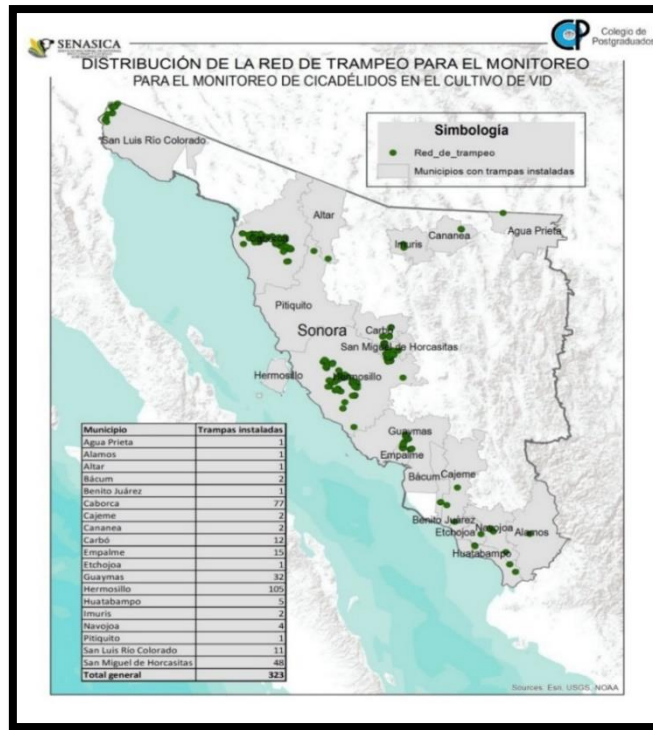 SENASICA
Colegio de
Postgraduados
DISTRIBUCIÓN DE LA RED DE TRAMPEO PARA EL MONITOREO
PARA EL MONITOREO DE CICADÉLIDOS EN EL CULTIVO DE VID
Simbología
Red_de_trampeo
Municipios con trampas instaladas
San Luis Río Colorado
Altar
Imuris
Cananea
Agua Prieta
Pitiquito
Sonora
Carbó
San Miguel de Horcasitas
Hermosillo
Hermosillo
Guaymas
Empalme
Bácum
Cajeme
Benito Juárez
Etchojoa
Navojoa
Alamos
Huatabampo
Municipio Trampas instaladas
Agua Prieta 1
Alamos 1
Altar 1
Bácum 2
Benito Juárez 1
Caborca 77
Cajeme 2
Cananea 2
Carbó 12
Empalme 15
Etchojoa 1
Guaymas 32
Hermosillo 105
Huatabampo 5
Imuris 2
Navojoa 4
Pitiquito 1
San Luis Río Colorado 11
San Miguel de Horcasitas 48
Total general 323
Sources: Esri, USGS, NOAA